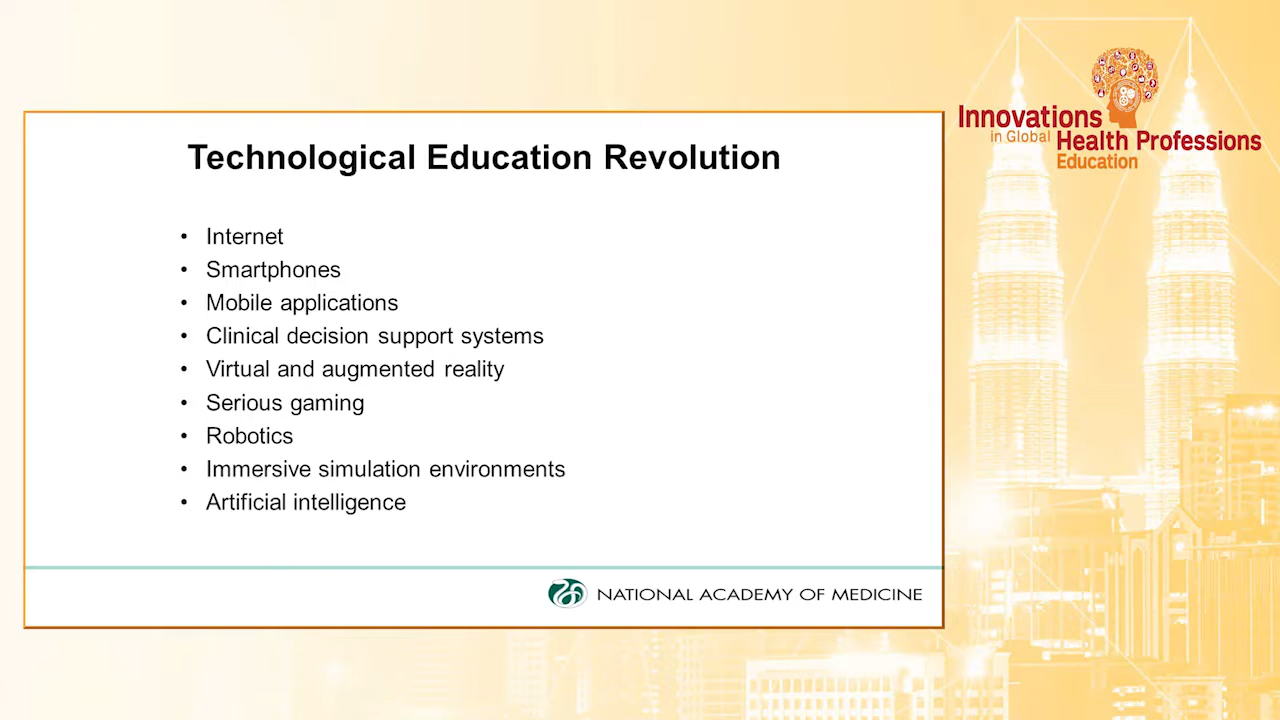 Technological Education Revolution
• Internet
• Smartphones
• Mobile applications
• Clinical decision support systems
• Virtual and augmented reality
• Serious gaming
• Robotics
• Immersive simulation environments
• Artificial intelligence
NATIONAL ACADEMY OF MEDICINE
Innovations
in Global Health Professions
Education